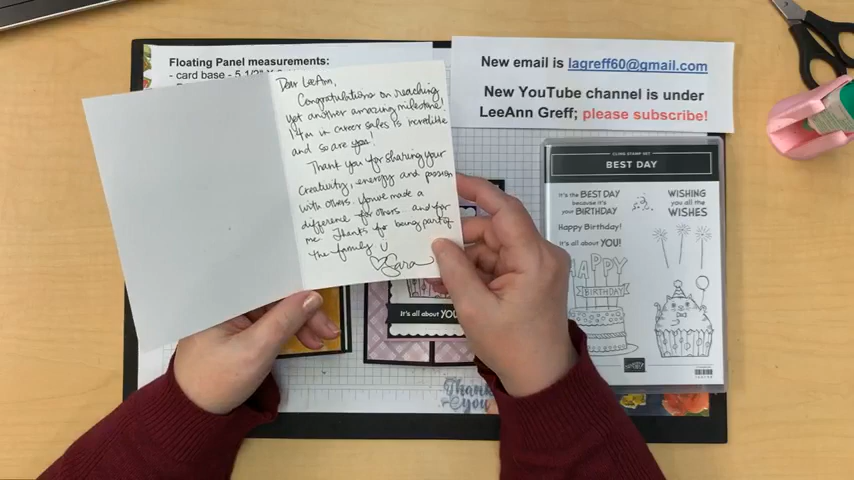 Floating Panel measurements:
- card base - 5 1/2" X
New email is lagreff60@gmail.com
New YouTube channel is under
LeeAnn Greff; please subscribe!
Dear LeeAnn,
Congratulations on reaching
yet another amazing milestone!
1.4m in career sales is incredible
and so are you!
Thank you for sharing your
creativity, energy and passion
with others. You've made a
difference for others and for
me. Thanks for being part of
the family
Sara
BEST DAY
It's the BEST DAY
because it's
your BIRTHDAY
Happy Birthday!
It's all about YOU!
WISHING
you all the
WISHES
HAPPY
BIRTHDAY
It's all about YOU
Thank
You